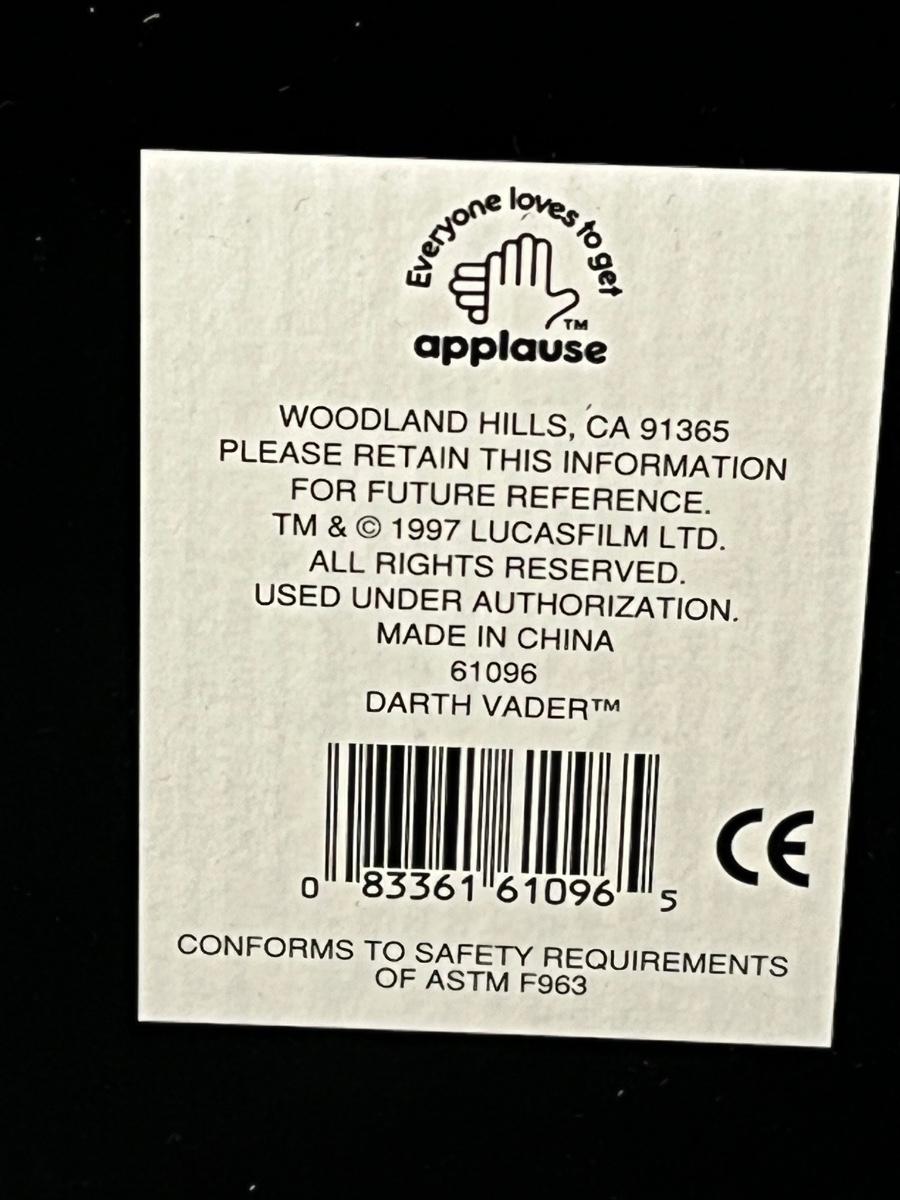 Everyone loves to get
applause™
WOODLAND HILLS, CA 91365
PLEASE RETAIN THIS INFORMATION
FOR FUTURE REFERENCE.
TM & © 1997 LUCASFILM LTD.
ALL RIGHTS RESERVED.
USED UNDER AUTHORIZATION.
MADE IN CHINA
61096
DARTH VADER™
0 83361 61096 5
CE
CONFORMS TO SAFETY REQUIREMENTS
OF ASTM F963